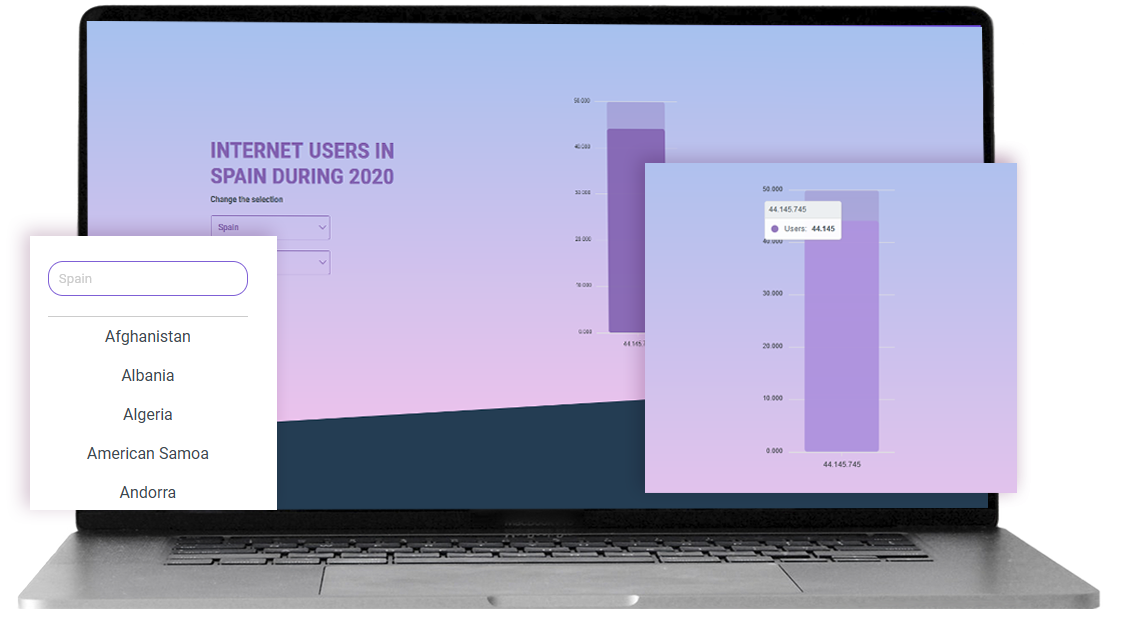 INTERNET USERS IN
SPAIN DURING 2020
Change the selection
Spain
50.000
40.000
30.000
20.000
10.000
0.000
44.145.7
Spain
Afghanistan
Albania
Algeria
American Samoa
Andorra
50.000
44.145.745
Users: 44.145
40.000
30.000
20.000
10.000
0.000
44.145.745